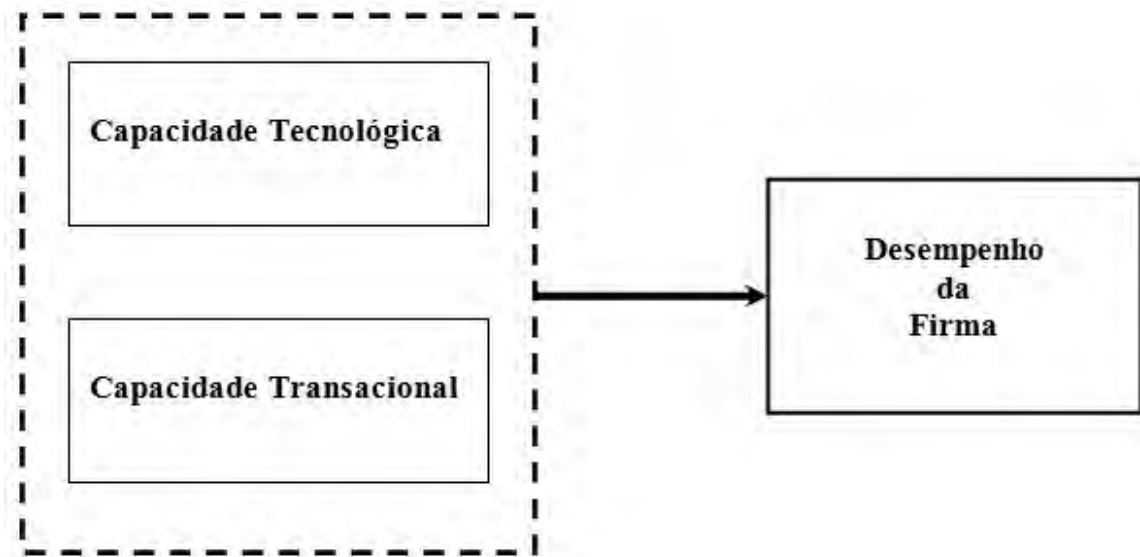 Capacidade Tecnológica
Capacidade Transacional
Desempenho
da
Firma